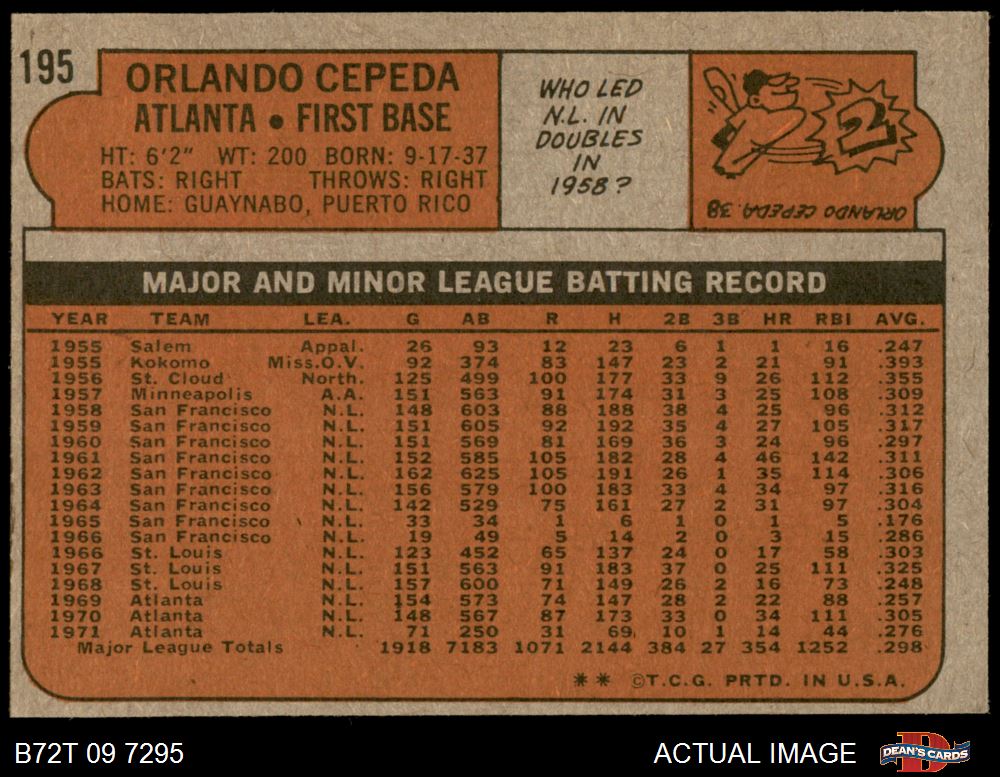 195
ORLANDO CEPEDA
ATLANTA • FIRST BASE
HT: 6'2" WT: 200 BORN: 9-17-37
BATS: RIGHT THROWS: RIGHT
HOME: GUAYNABO, PUERTO RICO
WHO LED
N.L. IN
DOUBLES
IN
1958?
2
ORLANDO CEPEDA. 38
MAJOR AND MINOR LEAGUE BATTING RECORD
YEAR TEAM LEA. G AB R H 2B 3B HR RBI AVG.
1955 Salem Appal. 26 93 12 23 6 1 1 16 .247
1955 Kokomo Miss.O.V. 92 374 83 147 23 2 21 91 .393
1956 St. Cloud North. 125 499 100 177 33 9 26 112 .355
1957 Minneapolis A.A. 151 563 91 174 31 3 25 108 .309
1958 San Francisco N.L. 148 603 88 188 38 4 25 96 .312
1959 San Francisco N.L. 151 605 92 192 35 4 27 105 .317
1960 San Francisco N.L. 151 569 81 169 36 3 24 96 .297
1961 San Francisco N.L. 152 585 105 182 28 4 46 142 .311
1962 San Francisco N.L. 162 625 105 191 26 1 35 114 .306
1963 San Francisco N.L. 156 579 100 183 33 4 34 97 .316
1964 San Francisco N.L. 142 529 75 161 27 2 31 97 .304
1965 San Francisco N.L. 33 34 1 6 1 0 1 5 .176
1966 San Francisco N.L. 19 49 5 14 2 0 3 15 .286
1966 St. Louis N.L. 123 452 65 137 24 0 17 58 .303
1967 St. Louis N.L. 151 563 91 183 37 0 25 111 .325
1968 St. Louis N.L. 157 600 71 149 26 2 16 73 .248
1969 Atlanta N.L. 154 573 74 147 28 2 22 88 .257
1970 Atlanta N.L. 148 567 87 173 33 0 34 111 .305
1971 Atlanta N.L. 71 250 31 69 10 1 14 44 .276
Major League Totals 1918 7183 1071 2144 384 27 354 1252 .298
** ©T.C.G. PRTD. IN U.S.A.
B72T 09 7295
ACTUAL IMAGE
DEAN'S CARDS